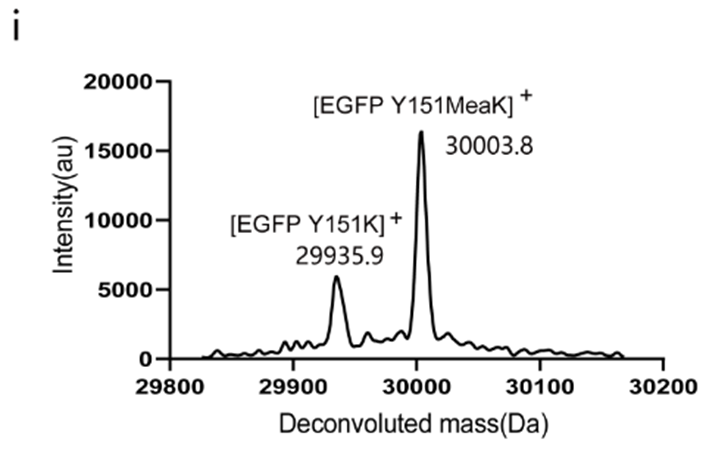 i
20000
[EGFP Y151MeaK] +
30003.8
15000
[EGFP Y151K] +
29935.9
10000
5000
0
Intensity(au)
29800 29900 30000 30100 30200
Deconvoluted mass(Da)